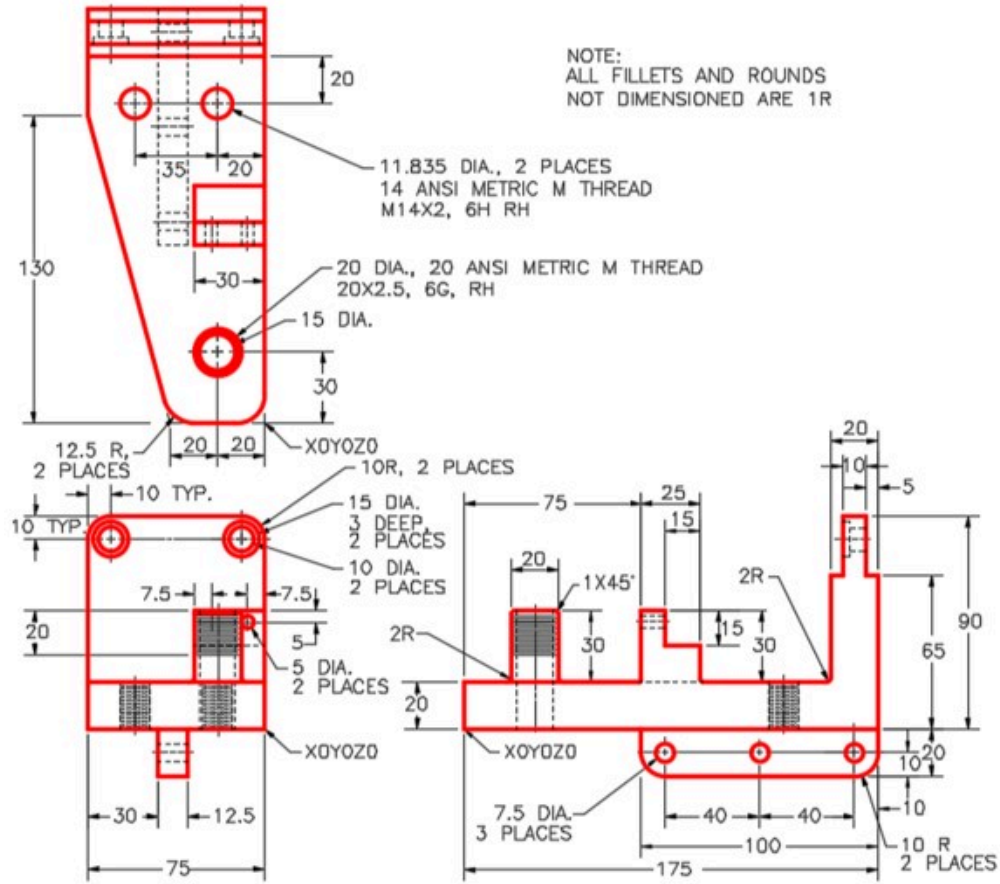 NOTE:
ALL FILLETS AND ROUNDS
NOT DIMENSIONED ARE 1R
20
35
20
11.835 DIA., 2 PLACES
14 ANSI METRIC M THREAD
M14X2, 6H RH
130
30
20 DIA., 20 ANSI METRIC M THREAD
20X2.5, 6G, RH
15 DIA.
30
12.5 R,
2 PLACES
20
20
X0Y0Z0
10 TYP.
10 TYP.
10R, 2 PLACES
15 DIA.
3 DEEP,
2 PLACES
10 DIA.
2 PLACES
7.5
7.5
20
5
5 DIA.
2 PLACES
X0Y0Z0
30
12.5
75
20
10
5
75
25
15
20
1X45°
2R
2R
30
15
30
65
90
20
X0Y0Z0
10
20
10
7.5 DIA.
3 PLACES
40
40
100
175
10 R
2 PLACES